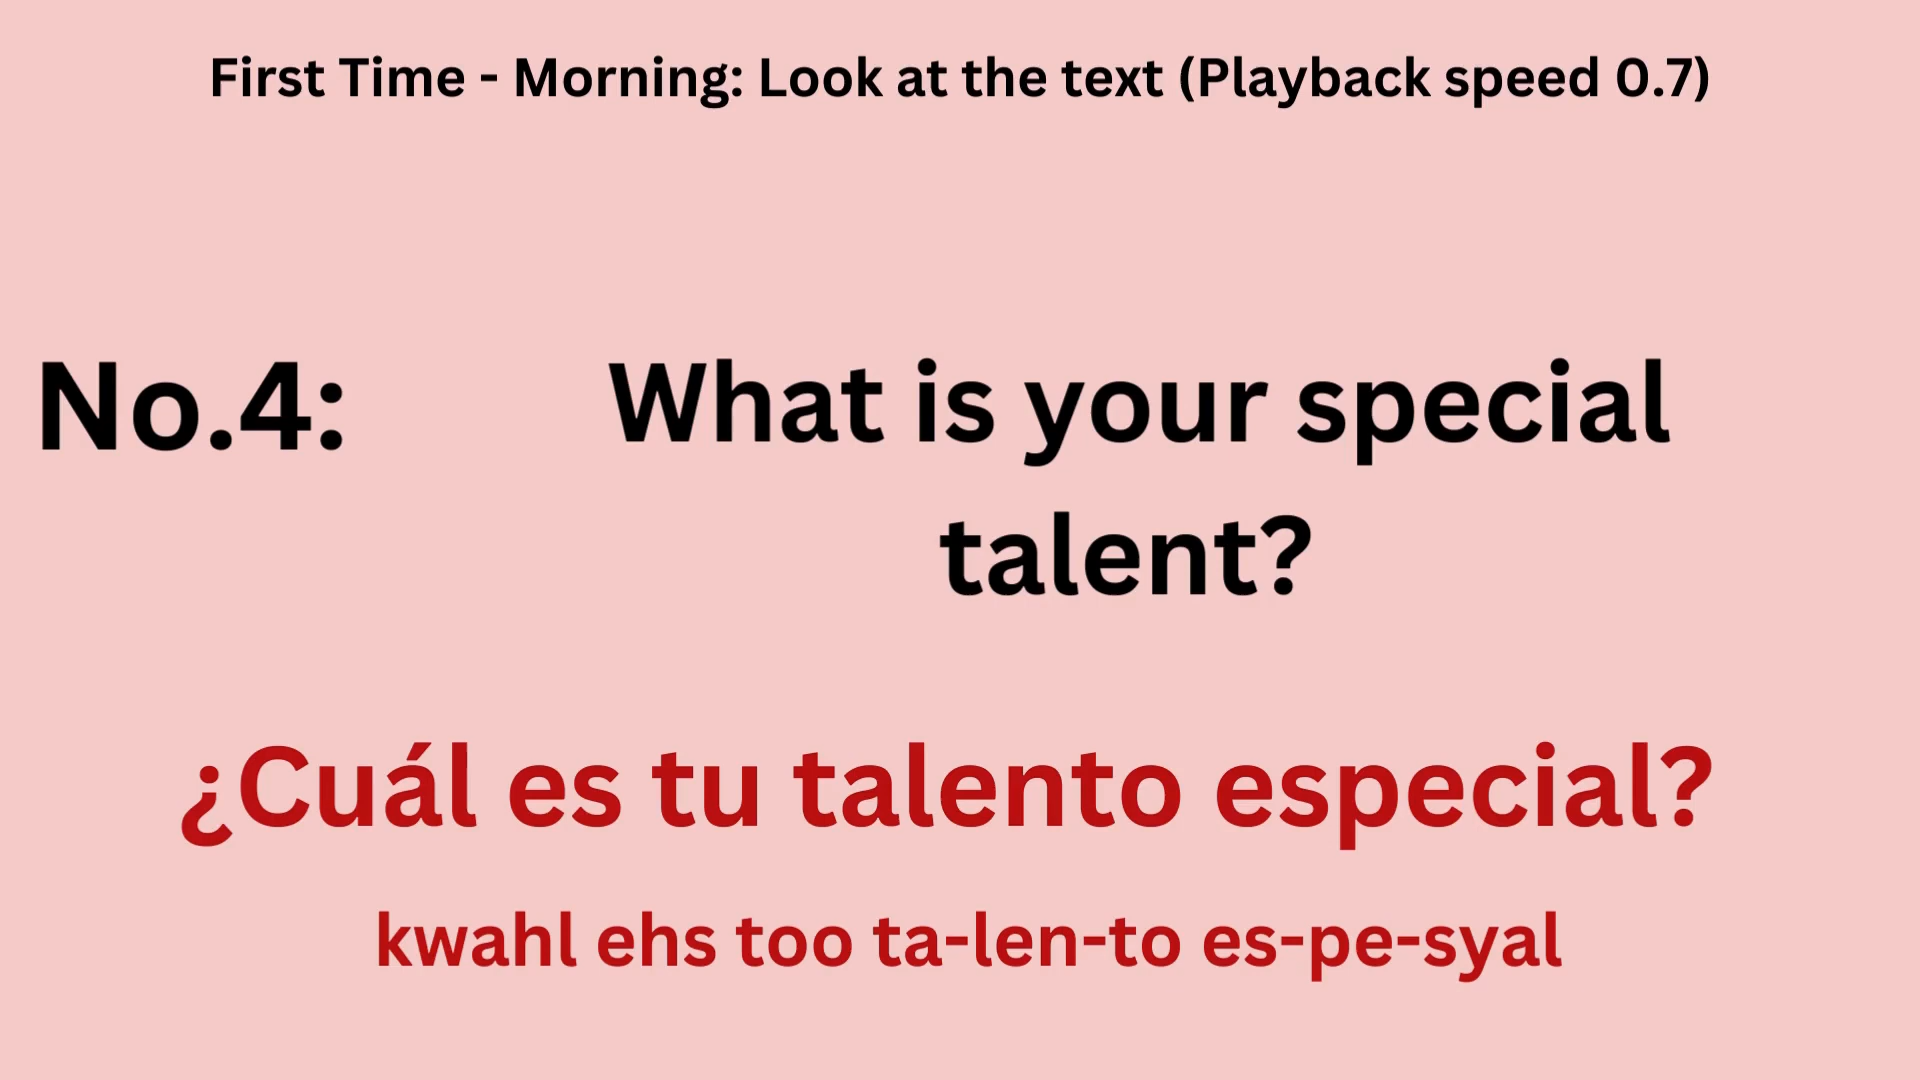 First Time - Morning: Look at the text (Playback speed 0.7)
No.4:
What is your special
talent?
¿Cuál es tu talento especial?
kwahl ehs too ta-len-to es-pe-syal